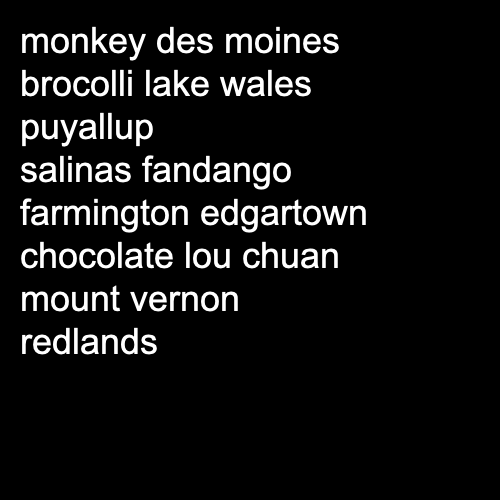 monkey des moines
brocolli lake wales
puyallup
salinas fandango
farmington edgartown
chocolate lou chuan
mount vernon
redlands